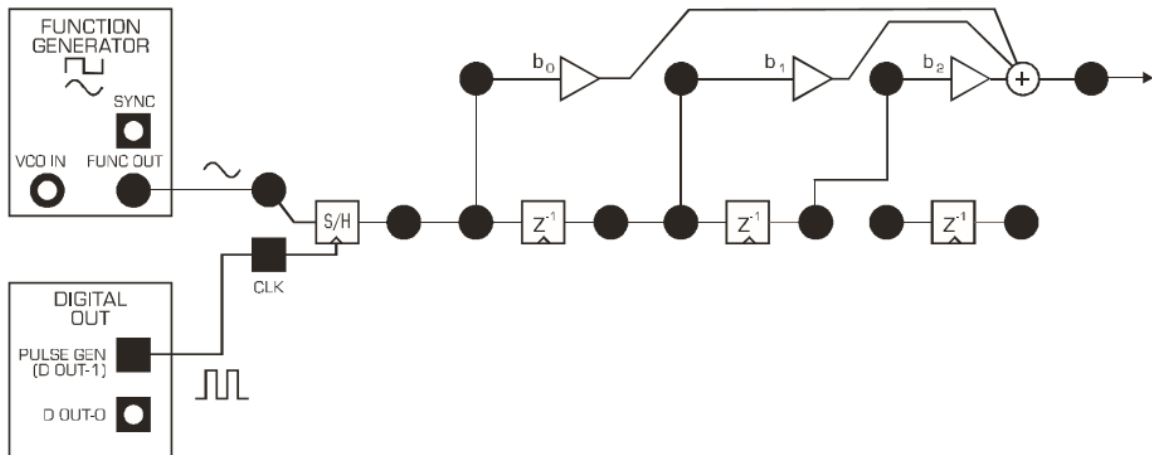 FUNCTION
GENERATOR
SYNC
VCO IN
FUNC OUT
b₀
b₁
b₂
+
S/H
Z⁻¹
Z⁻¹
Z⁻¹
CLK
DIGITAL
OUT
PULSE GEN
(D OUT-1)
D OUT-0